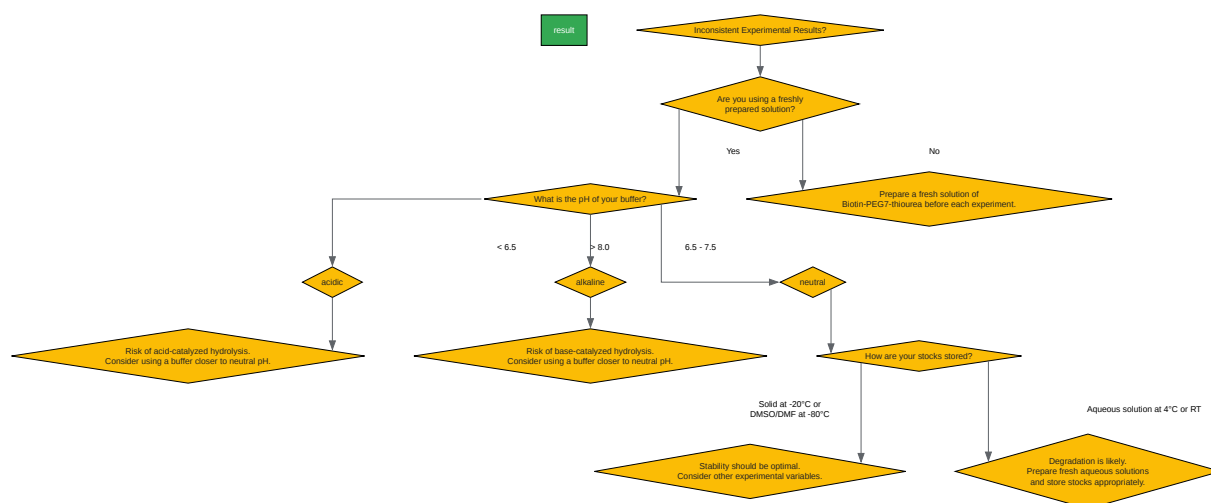 result
Inconsistent Experimental Results?
Are you using a freshly
prepared solution?
Yes
No
What is the pH of your buffer?
Prepare a fresh solution of
Biotin-PEG7-thiourea before each experiment.
< 6.5
> 8.0
6.5 - 7.5
acidic
alkaline
neutral
Risk of acid-catalyzed hydrolysis.
Consider using a buffer closer to neutral pH.
Risk of base-catalyzed hydrolysis.
Consider using a buffer closer to neutral pH.
How are your stocks stored?
Solid at -20°C or
DMSO/DMF at -80°C
Aqueous solution at 4°C or RT
Stability should be optimal.
Consider other experimental variables.
Degradation is likely.
Prepare fresh aqueous solutions
and store stocks appropriately.